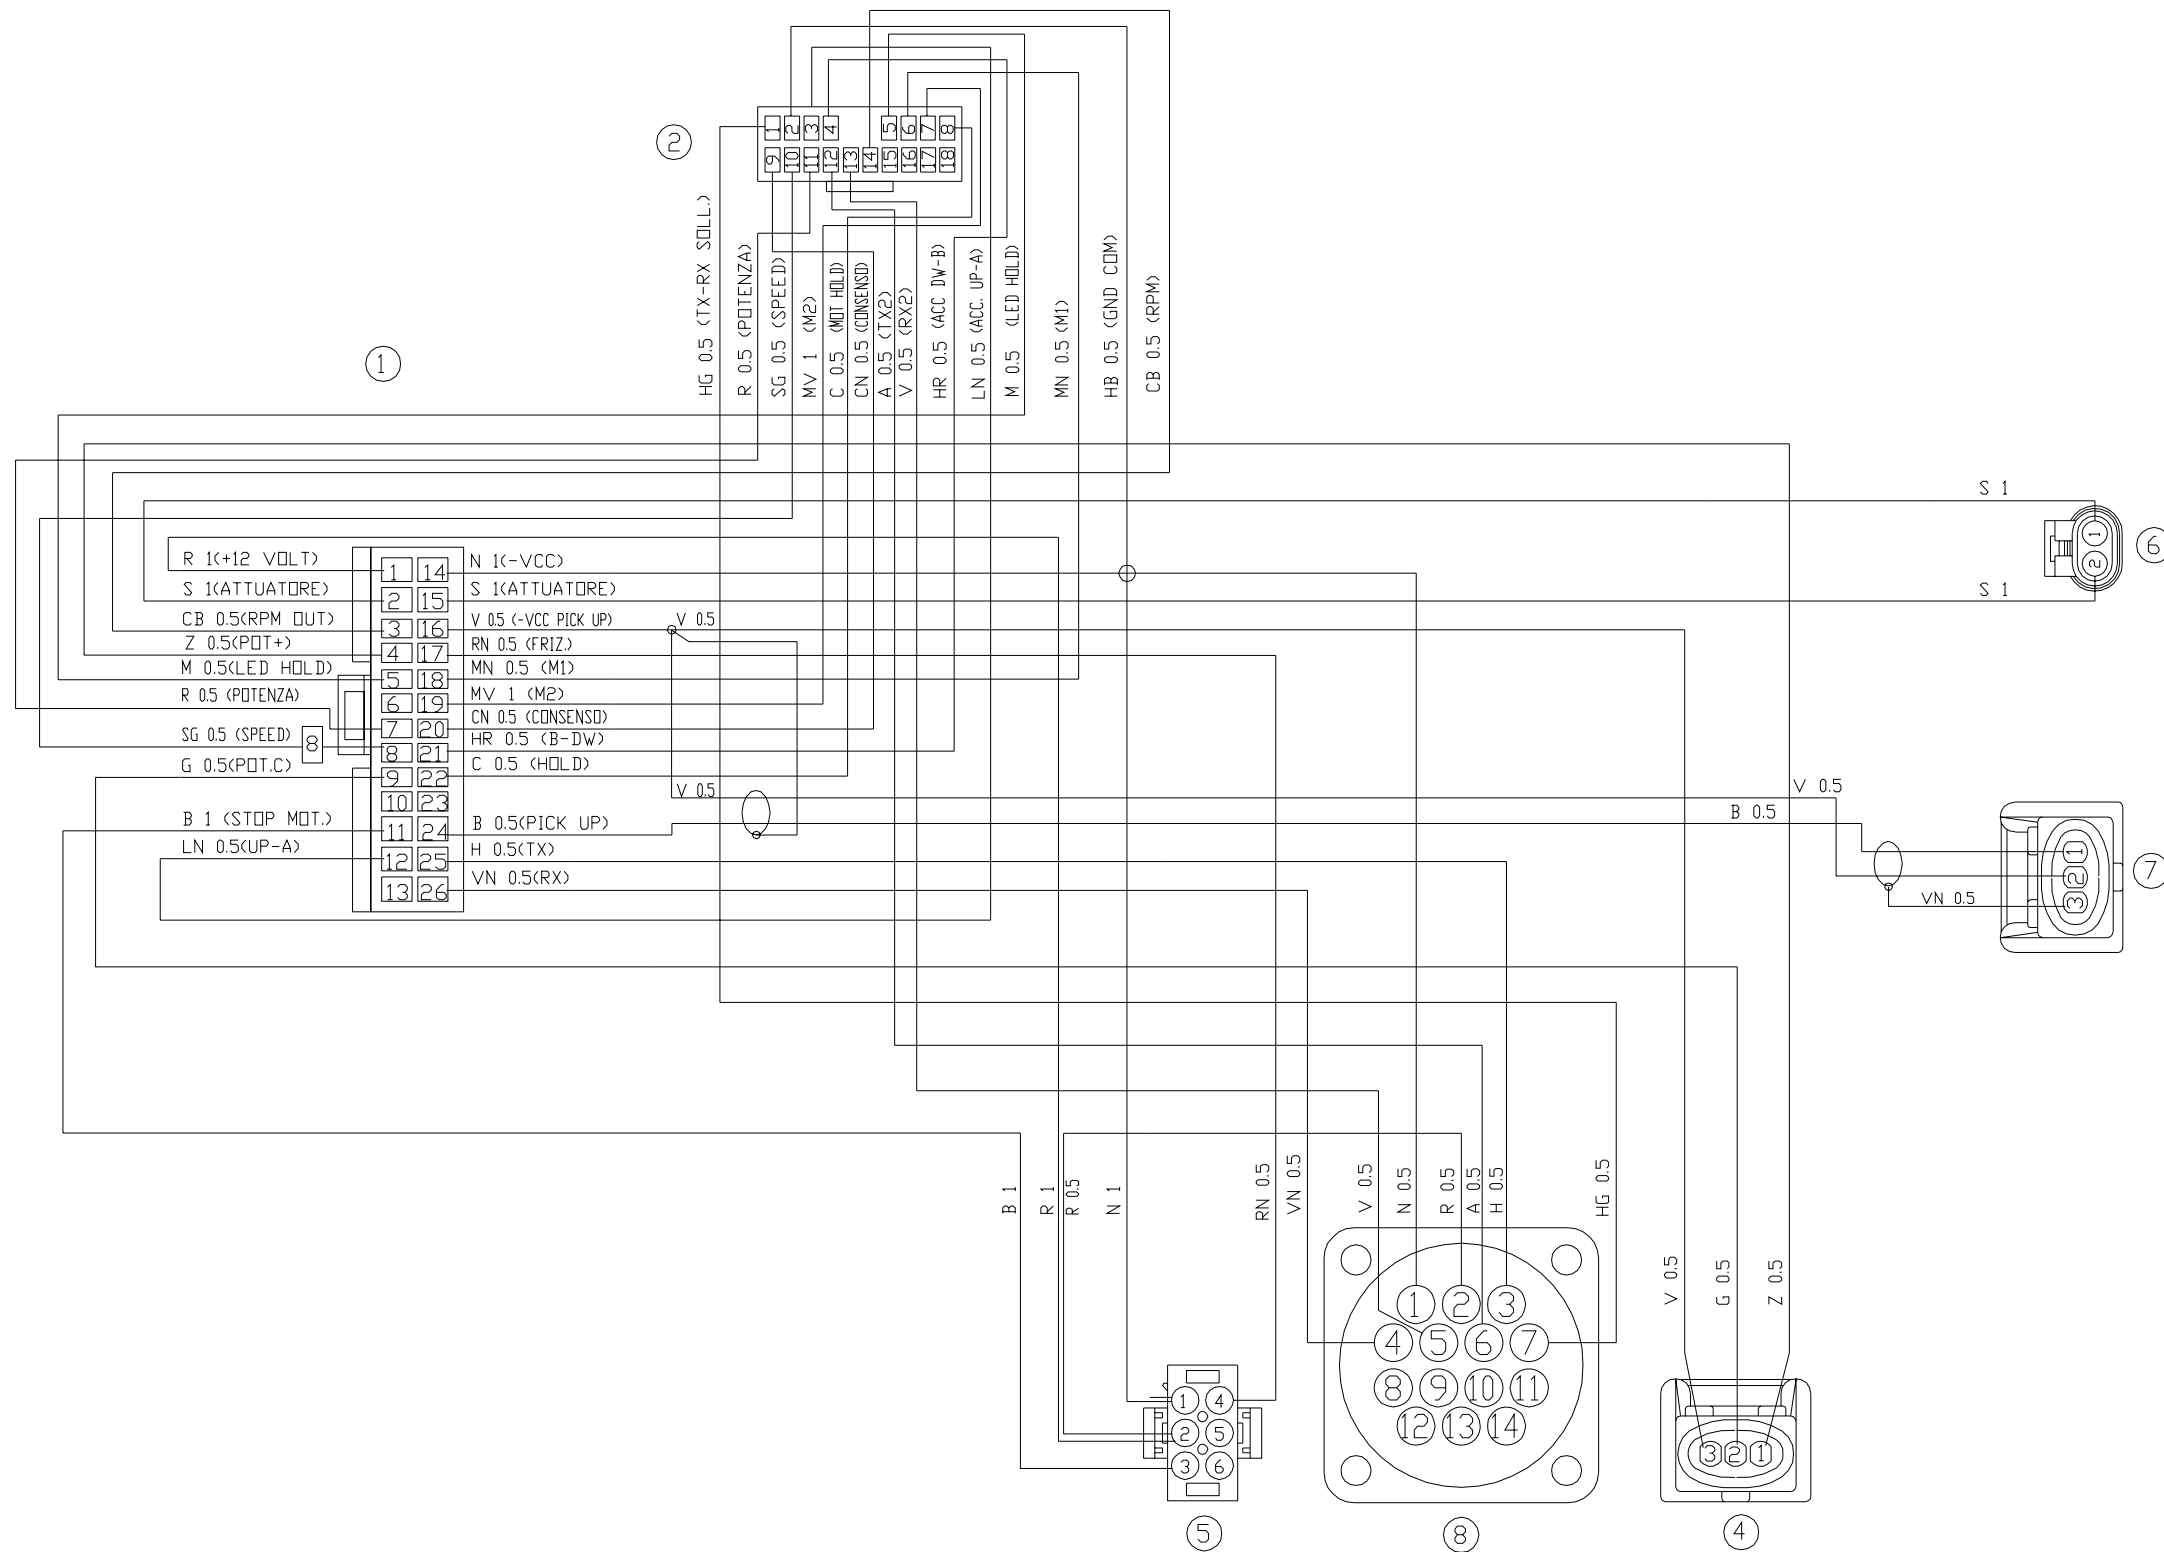 2
1 2 3 4 5 6 7 8
9 10 11 12 13 14 15 16 17 18
HG 0.5 (TX-RX SOLL.)
R 0.5 (POTENZA)
SG 0.5 (SPEED)
MV 1 (M2)
C 0.5 (MOT HOLD)
CN 0.5 (CONSENSO)
A 0.5 (TX2)
V 0.5 (RX2)
HR 0.5 (ACC DW-B)
LN 0.5 (ACC. UP-A)
M 0.5 (LED HOLD)
MN 0.5 (M1)
HB 0.5 (GND COM)
CB 0.5 (RPM)
1
S 1
1
2
6
S 1
R 1(+12 VOLT)
S 1(ATTUATORE)
CB 0.5(RPM OUT)
Z 0.5(POT+)
M 0.5(LED HOLD)
R 0.5 (POTENZA)
SG 0.5 (SPEED)
8
G 0.5(POT.C)
B 1 (STOP MOT.)
LN 0.5(UP-A)
1 14
2 15
3 16
4 17
5 18
6 19
7 20
8 21
9 22
10 23
11 24
12 25
13 26
N 1(-VCC)
S 1(ATTUATORE)
V 0.5 (-VCC PICK UP)
RN 0.5 (FRIZ.)
MN 0.5 (M1)
MV 1 (M2)
CN 0.5 (CONSENSO)
HR 0.5 (B-DW)
C 0.5 (HOLD)
B 0.5(PICK UP)
H 0.5(TX)
VN 0.5(RX)
V 0.5
V 0.5
V 0.5
B 0.5
VN 0.5
1
2
3
7
B 1
R 1
R 0.5
N 1
RN 0.5
VN 0.5
V 0.5
N 0.5
R 0.5
A 0.5
H 0.5
HG 0.5
V 0.5
G 0.5
Z 0.5
1 4
2 5
3 6
5
1 2 3
4 5 6 7
8 9 10 11
12 13 14
8
3 2 1
4